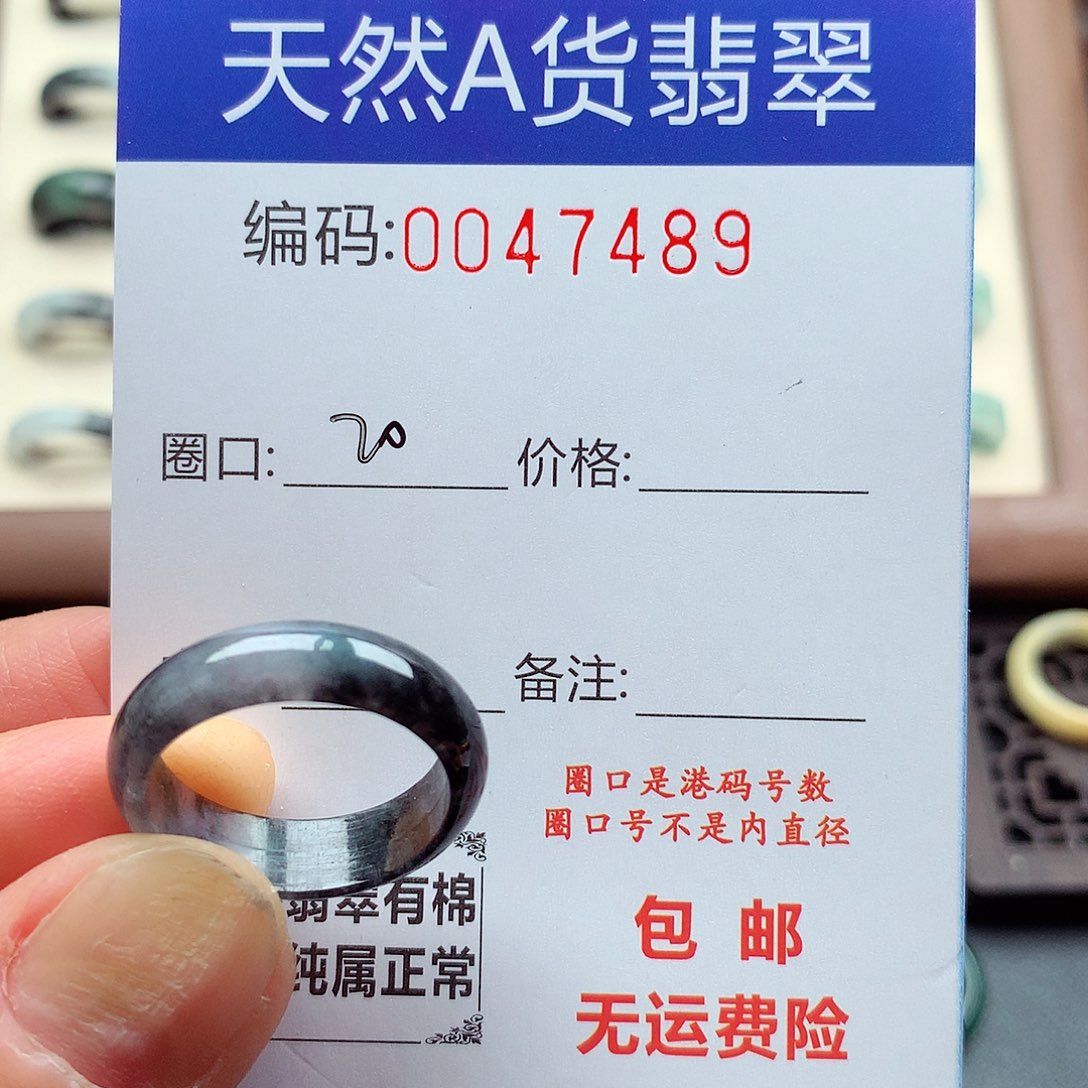 天然A货翡翠
编码:0047489
圈口: 20 价格:
备注:
圈口是港码号数
圈口号不是内直径
翡翠有棉
纯属正常
包 邮
无运费险